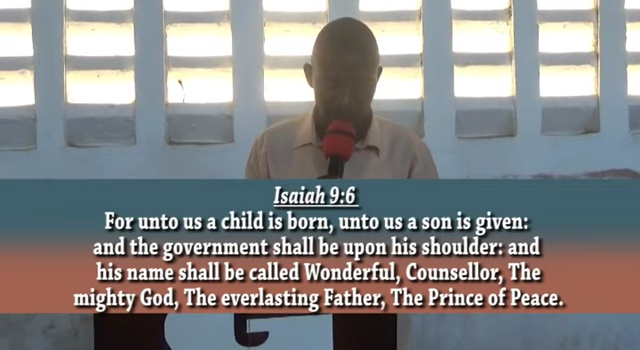 Isaiah 9:6
For unto us a child is born, unto us a son is given:
and the government shall be upon his shoulder: and
his name shall be called Wonderful, Counsellor, The
mighty God, The everlasting Father, The Prince of Peace.